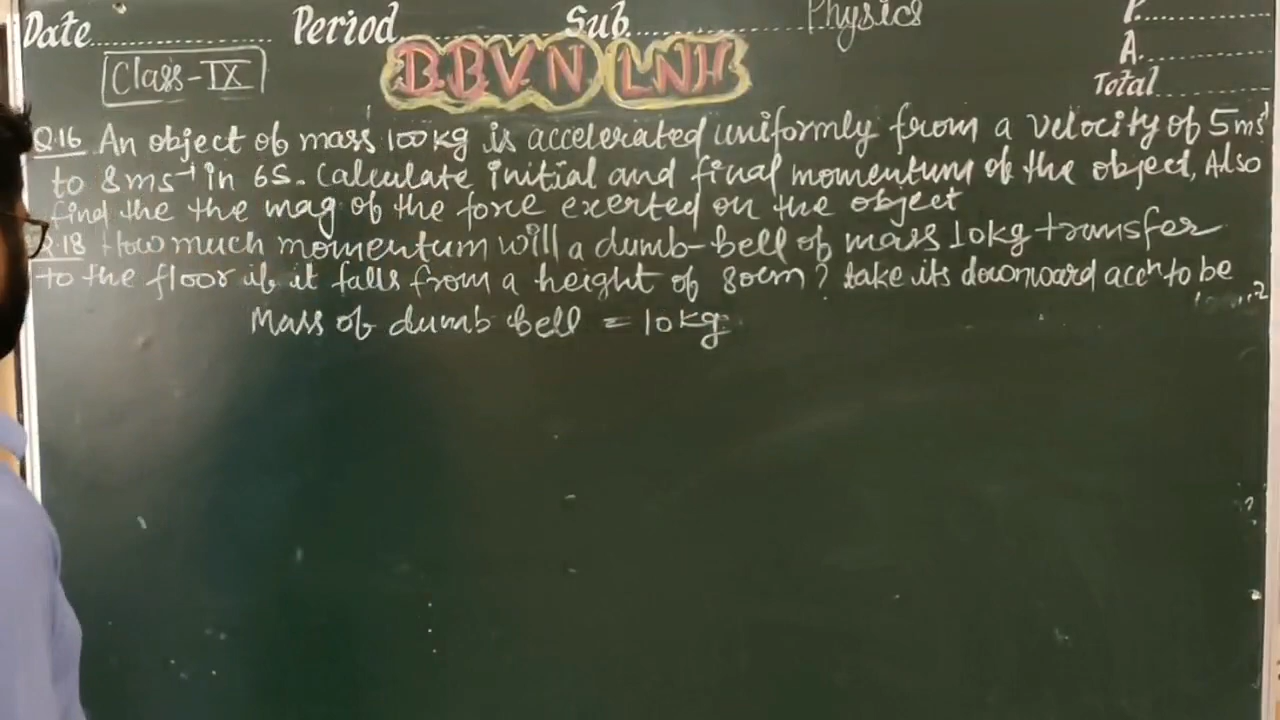 Date............ Period............ Sub............ Physics P............
A............
Class-IX BBVN LNH Total............
Q.16 An object of mass 100kg is accelerated uniformly from a velocity of 5ms⁻¹
to 8ms⁻¹ in 6S. Calculate initial and final momentum of the object, Also
find the the mag of the force exerted on the object
Q.18 How much momentum will a dumb-bell of mass 10kg transfer
to the floor if it falls from a height of 80cm? take its downward accⁿ to be
Mass of dumb bell = 10kg